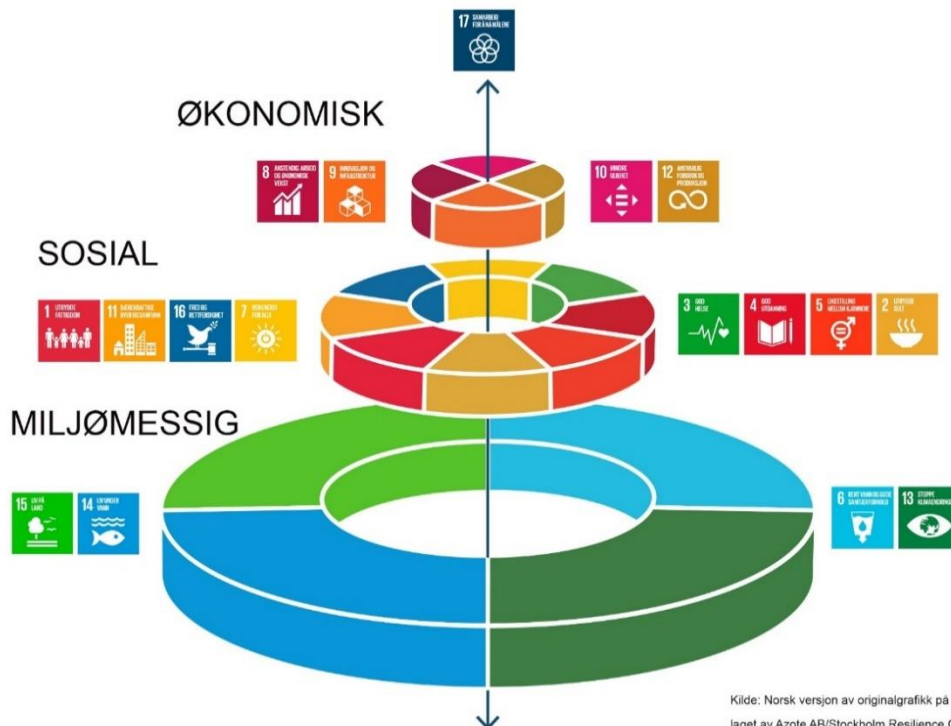 17 SAMARBEID
FOR Å NÅ MÅLENE
ØKONOMISK
8 ANSTENDIG ARBEID
OG ØKONOMISK
VEKST
9 INNOVASJON OG
INFRASTRUKTUR
10 MINDRE
ULIKHET
12 ANSVARLIG
FORBRUK OG
PRODUKSJON
SOSIAL
1 UTRYDDE
FATTIGDOM
11 BÆREKRAFTIGE
BYER OG SAMFUNN
16 FRED OG
RETTFERDIGHET
7 REN ENERGI
FOR ALLE
3 GOD
HELSE
4 GOD
UTDANNING
5 LIKESTILLING
MELLOM KJØNNENE
2 UTRYDDE
SULT
MILJØMESSIG
15 LIV PÅ
LAND
14 LIV UNDER
VANN
6 RENT VANN OG GODE
SANITÆRFORHOLD
13 STOPPE
Kilde: Norsk versjon av originalgrafikk på
laget av Azote AB/Stockholm Resilience